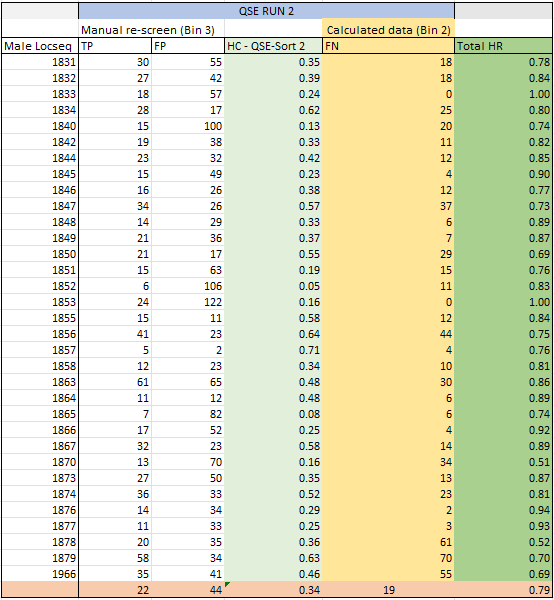 QSE RUN 2
Manual re-screen (Bin 3) Calculated data (Bin 2)
Male Locseq TP FP HC - QSE-Sort 2 FN Total HR
1831 30 55 0.35 18 0.78
1832 27 42 0.39 18 0.84
1833 18 57 0.24 0 1.00
1834 28 17 0.62 25 0.80
1840 15 100 0.13 20 0.74
1842 19 38 0.33 11 0.82
1844 23 32 0.42 12 0.85
1845 15 49 0.23 4 0.90
1846 16 26 0.38 12 0.77
1847 34 26 0.57 37 0.73
1848 14 29 0.33 6 0.89
1849 21 36 0.37 7 0.87
1850 21 17 0.55 29 0.69
1851 15 63 0.19 15 0.76
1852 6 106 0.05 11 0.83
1853 24 122 0.16 0 1.00
1855 15 11 0.58 12 0.84
1856 41 23 0.64 44 0.75
1857 5 2 0.71 4 0.76
1858 12 23 0.34 10 0.81
1863 61 65 0.48 30 0.86
1864 11 12 0.48 6 0.89
1865 7 82 0.08 6 0.74
1866 17 52 0.25 4 0.92
1867 32 23 0.58 14 0.89
1870 13 70 0.16 34 0.51
1873 27 50 0.35 13 0.87
1874 36 33 0.52 23 0.81
1876 14 34 0.29 2 0.94
1877 11 33 0.25 3 0.93
1878 20 35 0.36 61 0.52
1879 58 34 0.63 70 0.70
1966 35 41 0.46 55 0.69
22 44 0.34 19 0.79